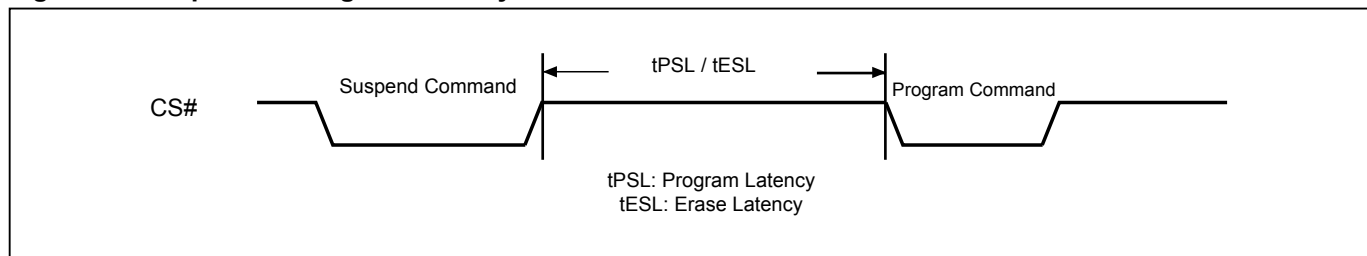 tPSL / tESL
Suspend Command
Program Command
CS#
tPSL: Program Latency
tESL: Erase Latency